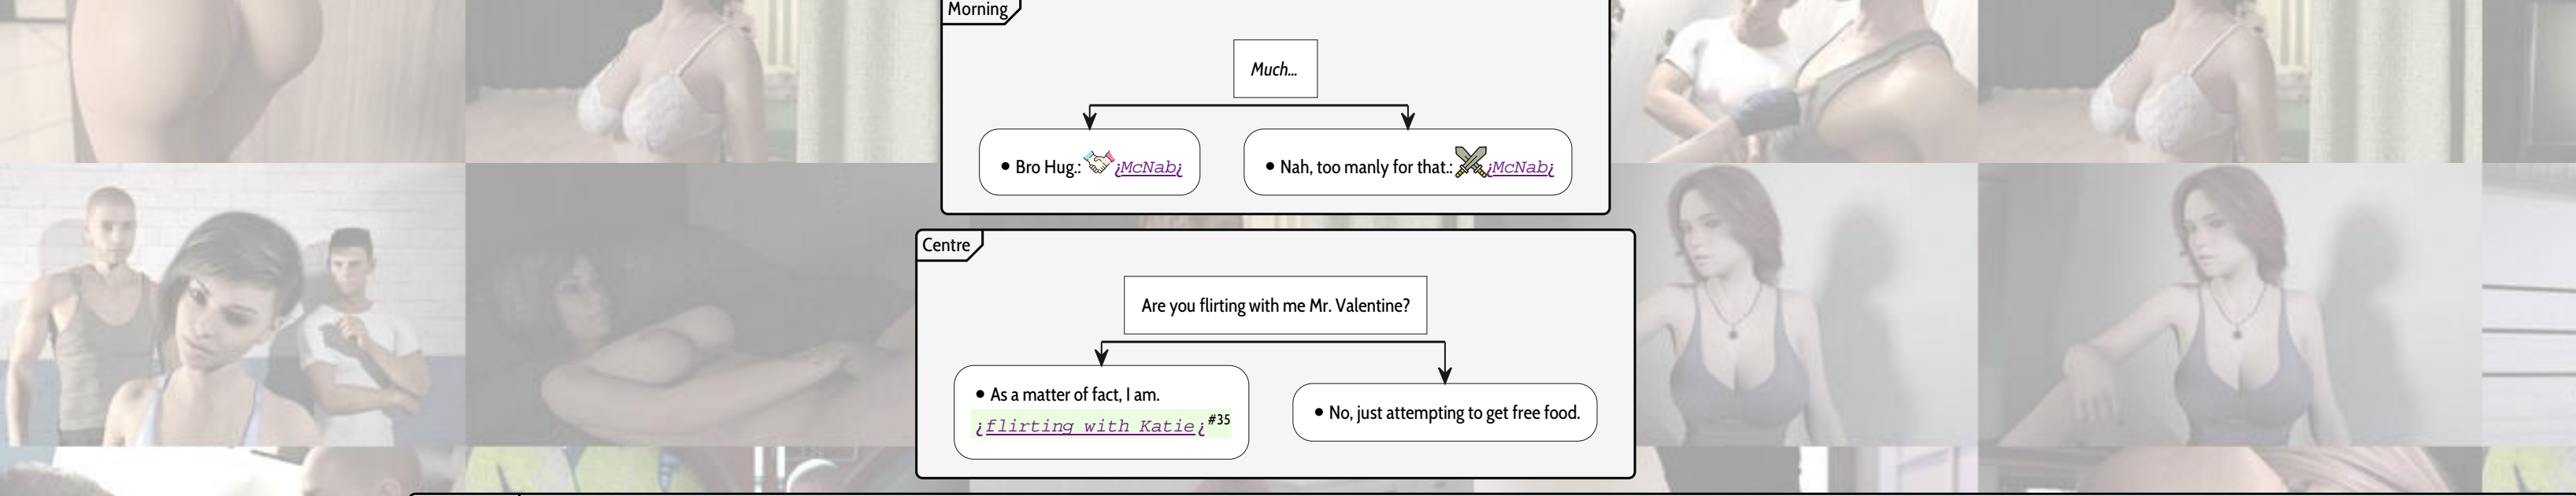 Morning
Much...
• Bro Hug.: ¿McNab¿
• Nah, too manly for that.: ¿McNab¿
Centre
Are you flirting with me Mr. Valentine?
• As a matter of fact, I am.
¿flirting with Katie¿#35
• No, just attempting to get free food.